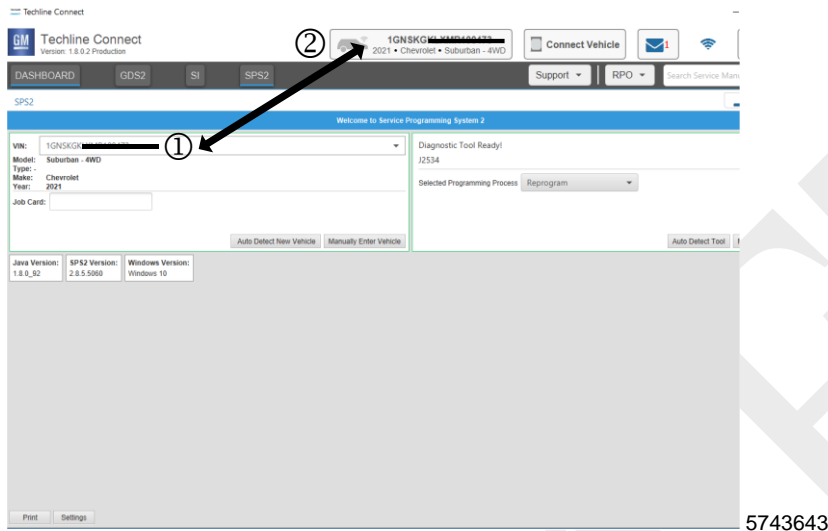 Techline Connect
GM
Techline Connect
Version: 1.8.0.2 Production
②
2021 • Chevrolet • Suburban - 4WD
Connect Vehicle
1
DASHBOARD GDS2 SI SPS2
Support RPO Search Service
SPS2
Welcome to Service Programming System 2
VIN: 1GNSKGK
①
Model: Suburban - 4WD
Type: -
Make: Chevrolet
Year: 2021
Job Card:
Auto Detect New Vehicle Manually Enter Vehicle
Diagnostic Tool Ready!
J2534
Selected Programming Process Reprogram
Auto Detect Tool
Java Version: SPS2 Version: Windows Version:
1.8.0_92 2.8.5.5060 Windows 10
Print Settings
5743643